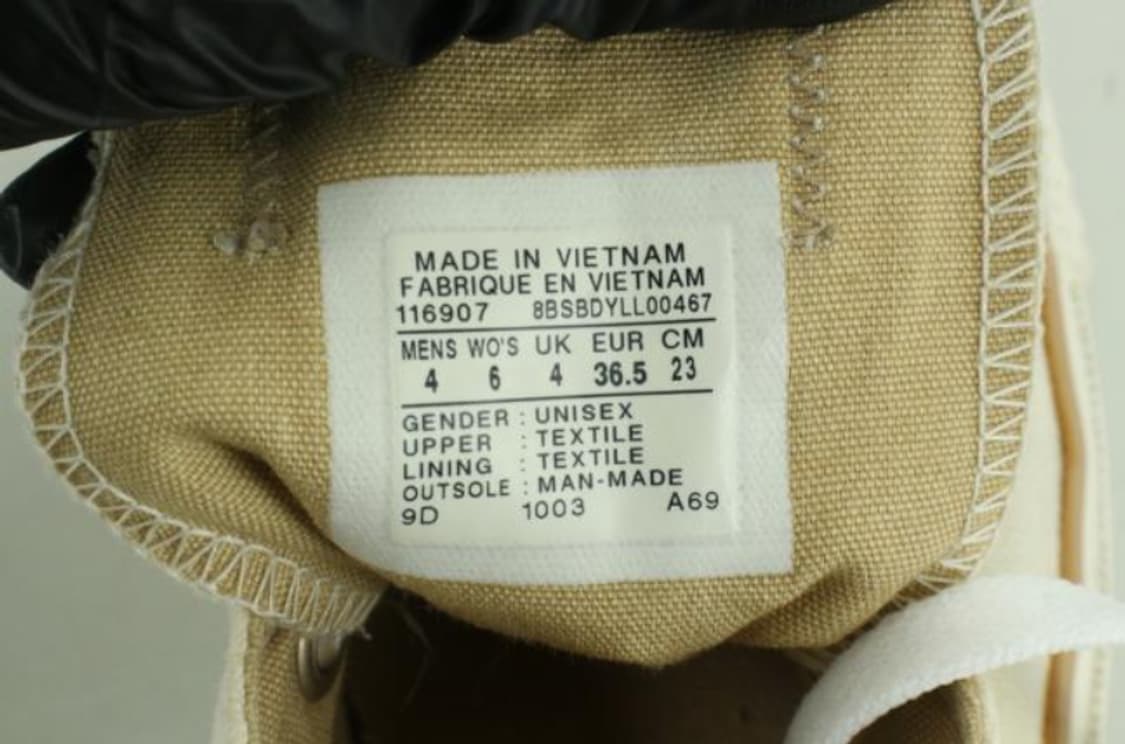 MADE IN VIETNAM
FABRIQUE EN VIETNAM
116907 8BSBDYLL00467
MENS WO'S UK EUR CM
4 6 4 36.5 23
GENDER : UNISEX
UPPER : TEXTILE
LINING : TEXTILE
OUTSOLE : MAN-MADE
9D 1003 A69